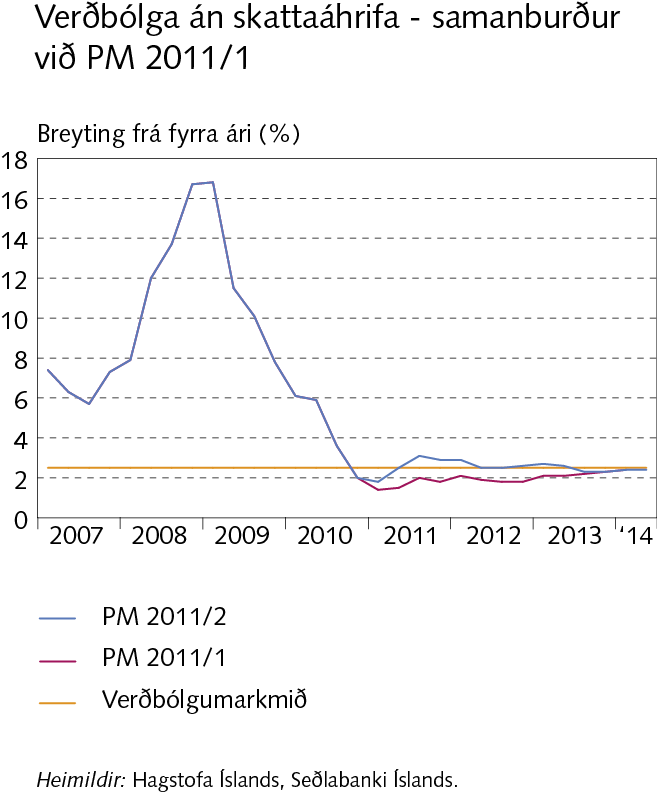 Verðbólga án skattaáhrifa - samanburður
við PM 2011/1
Breyting frá fyrra ári (%)
18
16
14
12
10
8
6
4
2
0
2007 2008 2009 2010 2011 2012 2013 ‘14
PM 2011/2
PM 2011/1
Verðbólgumarkmið
Heimildir: Hagstofa Íslands, Seðlabanki Íslands.